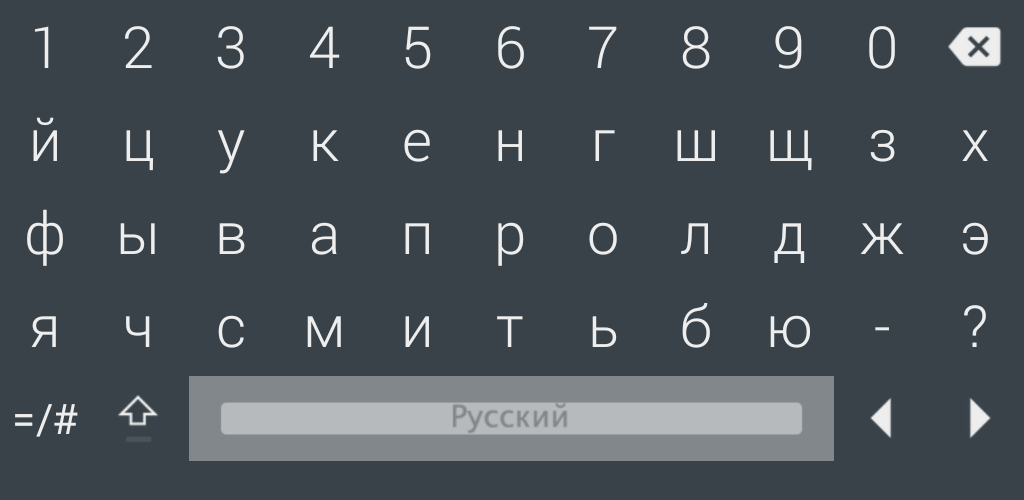 1 2 3 4 5 6 7 8 9 0
й ц у к е н г ш щ з х
ф ы в а п р о л д ж э
я ч с м и т ь б ю - ?
=/# Русский